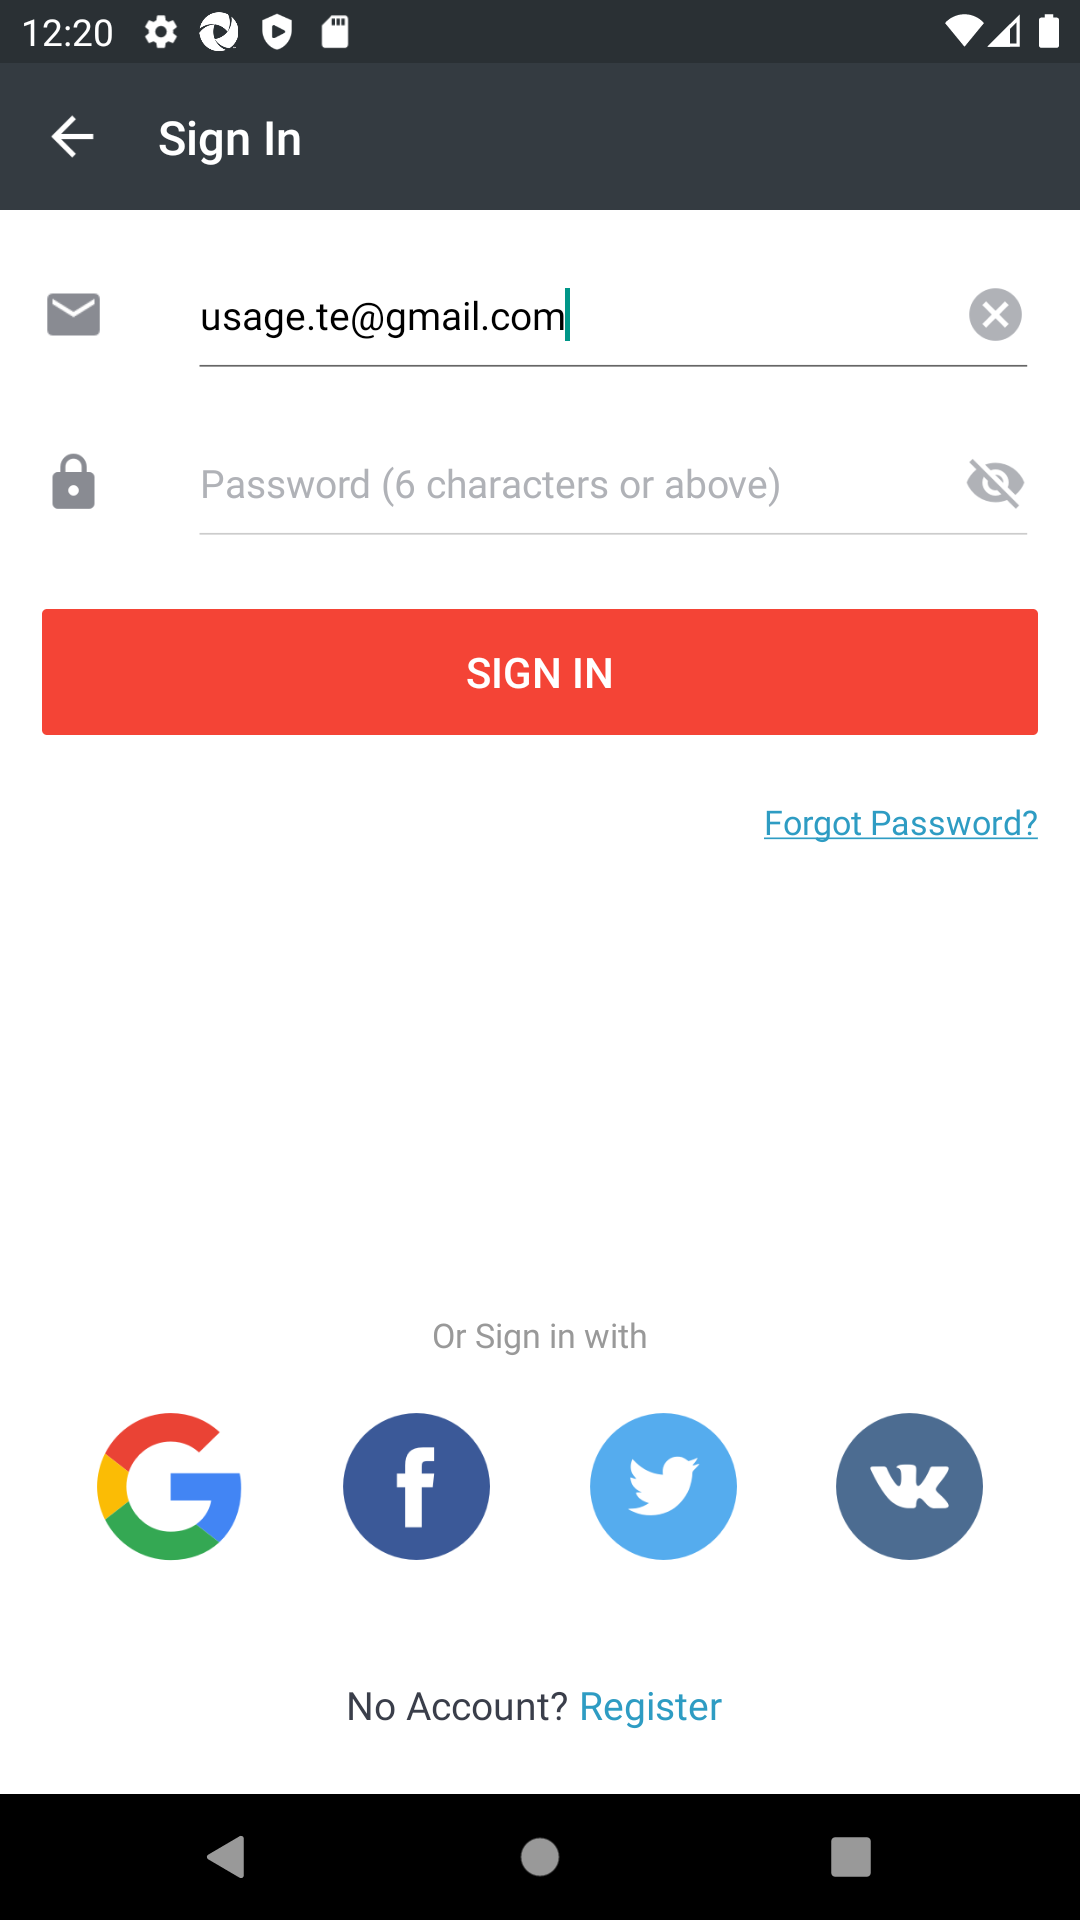 12:20
Sign In
usage.te@gmail.com
Password (6 characters or above)
SIGN IN
Forgot Password?
Or Sign in with
No Account? Register